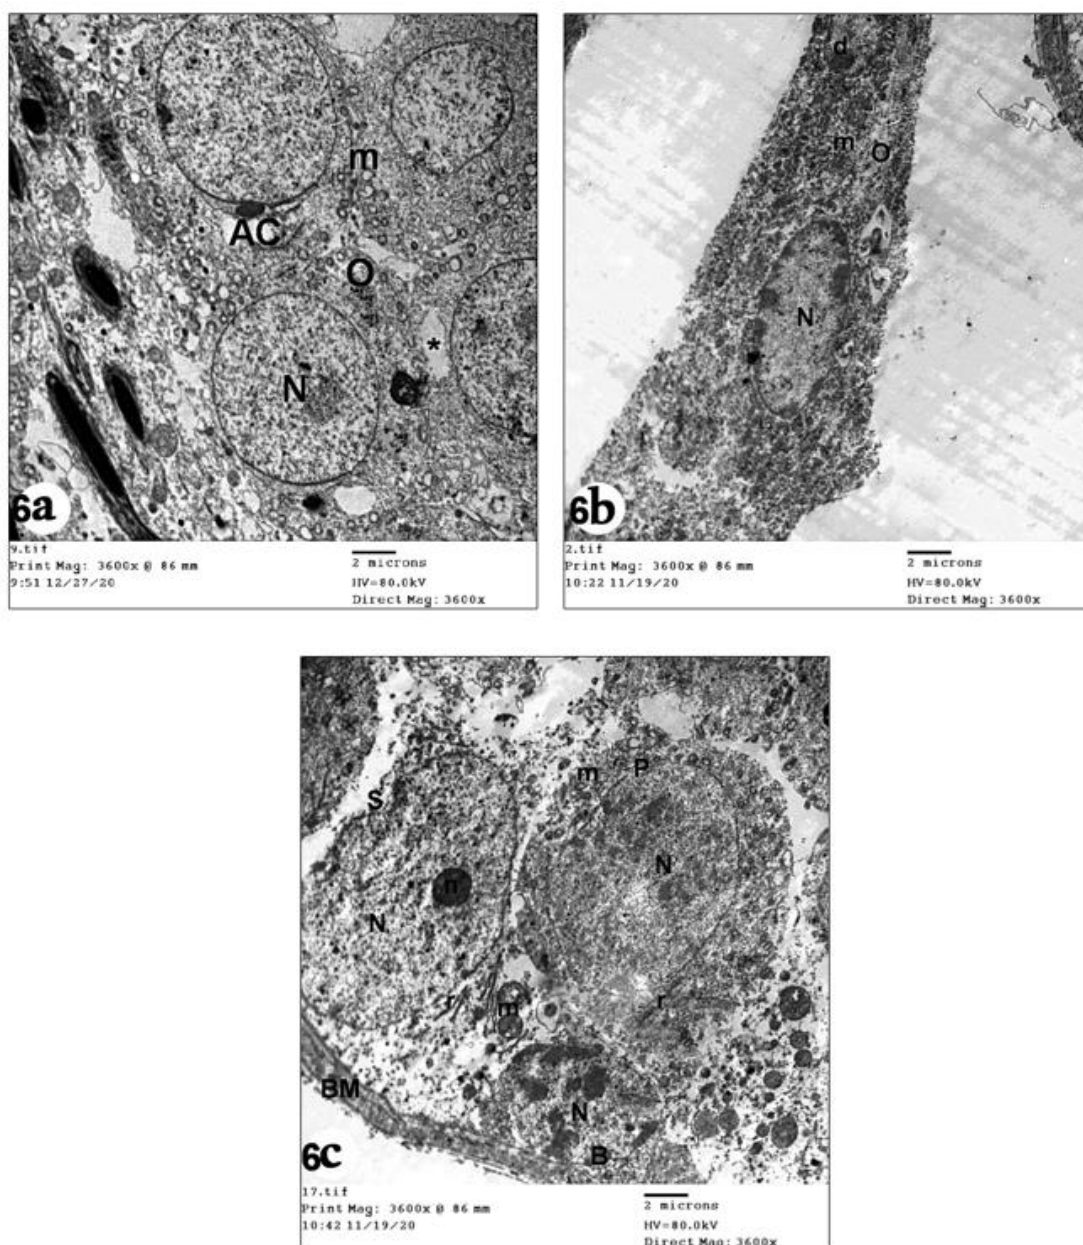 m
AC
O
*
N
6a
9.tif
Print Mag: 3600x @ 86 mm
9:51 12/27/20
2 microns
HV=80.0kV
Direct Mag: 3600x
d
m
O
N
6b
2.tif
Print Mag: 3600x @ 86 mm
10:22 11/19/20
2 microns
HV=80.0kV
Direct Mag: 3600x
m
P
S
N
n
N
r
m
r
BM
N
B
6c
17.tif
Print Mag: 3600x @ 86 mm
10:42 11/19/20
2 microns
HV=80.0kV
Direct Mag: 3600x